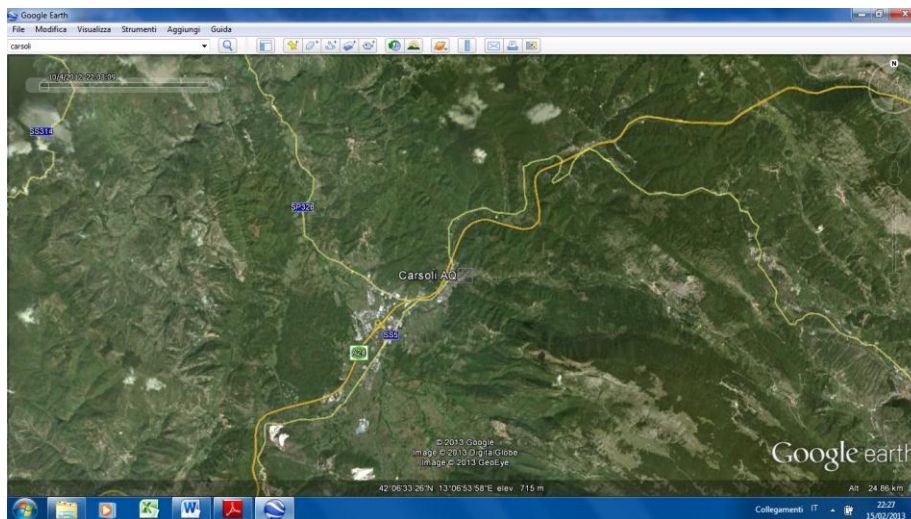 Google Earth
File Modifica Visualizza Strumenti Aggiungi Guida
carsoli
N
SS314
Carsoli AQ
SS5
© 2013 Google
Image © 2013 DigitalGlobe
Image © 2013 GeoEye
Google earth
42°06'33.26"N 13°06'53.58"E elev 715 m
Alt 24.86 km
Collegamenti IT
22:27
15/02/2013